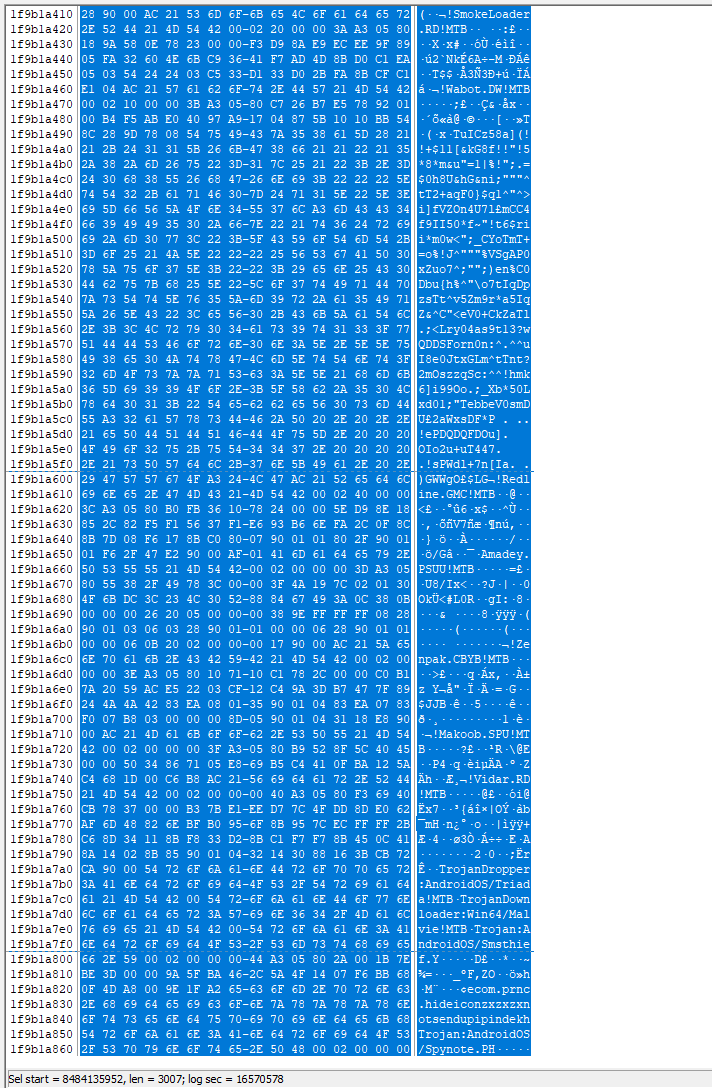 1f9b1a410 28 90 00 AC 21 53 6D 6F-6B 65 4C 6F 61 64 65 72 (··¬!SmokeLoader
1f9b1a420 2E 52 44 21 4D 54 42 00-02 20 00 00 3A A3 05 80 .RD!MTB·· ··:£··
1f9b1a430 18 9A 58 0E 78 23 00 00-F3 D9 8A E9 EC EE 9F 89 ··X·x#··óÙ·éìî··
1f9b1a440 05 FA 32 60 4E 6B C9 36-41 F7 AD 4D 8B D0 C1 EA
1f9b1a450 05 03 54 24 24 03 C5 33-D1 33 D0 2B FA 8B CF C1
1f9b1a460 E1 04 AC 21 57 61 62 6F-74 2E 44 57 21 4D 54 42 á·¬!Wabot.DW!MTB
1f9b1a470 00 02 10 00 00 3B A3 05-80 C7 26 B7 E5 78 92 01
1f9b1a480 00 B4 F5 AB E0 40 97 A9-17 04 87 5B 10 10 BB 54
1f9b1a490 8C 28 9D 78 08 54 75 49-43 7A 35 38 61 5D 28 21 ·(·x·TuICz58a](!
1f9b1a4a0 21 2B 24 31 31 5B 26 6B-47 38 66 21 21 22 21 35 !+$11[&kG8f!!"!5
1f9b1a4b0 2A 38 2A 6D 26 75 22 3D-31 7C 25 21 22 3B 2E 3D *8*m&u"=1|%!";.=
1f9b1a4c0 24 30 68 38 55 26 68 47-26 6E 69 3B 22 22 22 5E $0h8U&hG&ni;"""^
1f9b1a4d0 74 54 32 2B 61 71 46 30-7D 24 71 31 5E 22 5E 3E tT2+aqF0}$q1^"^>
1f9b1a4e0 69 5D 66 56 5A 4F 6E 34-55 37 6C A3 6D 43 43 34 i]fVZOn4U7l£mCC4
1f9b1a4f0 66 39 49 49 35 30 2A 66-7E 22 21 74 36 24 72 69 f9II50*f~"!t6$ri
1f9b1a500 69 2A 6D 30 77 3C 22 3B-5F 43 59 6F 54 6D 54 2B i*m0w<";_CYoTmT+
1f9b1a510 3D 6F 25 21 4A 5E 22 22-22 25 56 53 67 41 50 30 =o%!J^"""%VSgAP0
1f9b1a520 78 5A 75 6F 37 5E 3B 22-22 3B 29 65 6E 25 43 30 xZuo7^;"";)en%C0
1f9b1a530 44 62 75 7B 68 25 5E 22-5C 6F 37 74 49 71 44 70 Dbu{h%^"\o7tIqDp
1f9b1a540 7A 73 54 74 5E 76 35 5A-6D 39 72 2A 61 35 49 71 zsTt^v5Zm9r*a5Iq
1f9b1a550 5A 26 5E 43 22 3C 65 56-30 2B 43 6B 5A 61 54 6C Z&^C"<eV0+CkZaTl
1f9b1a560 2E 3B 3C 4C 72 79 30 34-61 73 39 74 31 33 3F 77 .;<Lry04as9t13?w
1f9b1a570 51 44 44 53 46 6F 72 6E-30 6E 3A 5E 2E 5E 5E 75 QDDSForn0n:^.^^u
1f9b1a580 49 38 65 30 4A 74 78 47-4C 6D 5E 74 54 6E 74 3F I8e0JtxGLm^tTnt?
1f9b1a590 32 6D 4F 73 7A 7A 71 53-63 3A 5E 5E 21 68 6D 6B 2mOszzqSc:^^!hmk
1f9b1a5a0 36 5D 69 39 39 4F 6F 2E-3B 5F 58 62 2A 35 30 4C 6]i99Oo.;_Xb*50L
1f9b1a5b0 78 64 30 31 3B 22 54 65-62 62 65 56 30 73 6D 44 xd01;"TebbeV0smD
1f9b1a5c0 55 A3 32 61 57 78 73 44-46 2A 50 20 2E 20 2E 2E U£2aWxsDF*P . ..
1f9b1a5d0 21 65 50 44 51 44 51 46-44 4F 75 5D 2E 20 20 20 !ePDQDQFDOu].
1f9b1a5e0 4F 49 6F 32 75 2B 75 54-34 34 37 2E 20 20 20 20 OIo2u+uT447.
1f9b1a5f0 2E 21 73 50 57 64 6C 2B-37 6E 5B 49 61 2E 20 2E .!sPWdl+7n[Ia. .
1f9b1a600 29 47 57 57 67 4F A3 24-4C 47 AC 21 52 65 64 6C )GWWgO£$LG¬!Redl
1f9b1a610 69 6E 65 2E 47 4D 43 21-4D 54 42 00 02 40 00 00 ine.GMC!MTB··@··
1f9b1a620 3C A3 05 80 B0 FB 36 10-78 24 00 00 5E D9 8E 18 <£··°û6·x$··^Ù··
1f9b1a630 85 2C 82 F5 F1 56 37 F1-E6 93 B6 6E FA 2C 0F 8C ·,·õñV7ñæ·¶nú,··
1f9b1a640 8B 7D 08 F6 17 8B C0 80-07 90 01 01 80 2F 90 01 ·}·ö··À······/··
1f9b1a650 01 F6 2F 47 E2 90 00 AF-01 41 6D 61 64 65 79 2E ·ö/Gâ··¯·Amadey.
1f9b1a660 50 53 55 55 21 4D 54 42-00 02 00 00 00 3D A3 05 PSUU!MTB·····=£·
1f9b1a670 80 55 38 2F 49 78 3C 00-00 3F 4A 19 7C 02 01 30 ·U8/Ix<··?J·|··0
1f9b1a680 4F 6B DC 3C 23 4C 30 52-88 84 67 49 3A 0C 38 0B OkÜ<#L0R··gI:·8·
1f9b1a690 00 00 00 26 20 05 00 00-00 38 9E FF FF FF 08 28 ···& ····8·ÿÿÿ·(
1f9b1a6a0 90 01 03 06 03 28 90 01-01 00 00 06 28 90 01 01 ·····(······(···
1f9b1a6b0 00 00 06 0B 20 02 00 00-00 17 90 00 AC 21 5A 65 ···· ·······¬!Ze
1f9b1a6c0 6E 70 61 6B 2E 43 42 59-42 21 4D 54 42 00 02 00 npak.CBYB!MTB···
1f9b1a6d0 00 00 3E A3 05 80 10 71-10 C1 78 2C 00 00 C0 B1 ··>£···q·Áx,··À±
1f9b1a6e0 7A 20 59 AC E5 22 03 CF-12 C4 C9 9A 3D B7 47 7F 89
1f9b1a6f0 24 4A 4A 42 83 EA 08 01-35 90 01 04 83 EA 07 83 $JJB·ê··5····ê··
1f9b1a700 F0 07 B8 03 00 00 00 8D-05 90 01 04 31 18 E8 90 ð·¸·········1·è·
1f9b1a710 00 AC 21 4D 61 6B 6F 6F-62 2E 53 50 55 21 4D 54 ·¬!Makoob.SPU!MT
1f9b1a720 42 00 02 00 00 00 3F A3-05 80 B9 52 8F 5C 40 45 B·····?£··¹R·\@E
1f9b1a730 00 00 50 34 86 71 05 E8-69 B5 C4 41 0F BA 12 5A ··P4·q·èiµÄA·º·Z
1f9b1a740 C4 68 1D 00 C6 B8 AC 21-56 69 64 61 72 2E 52 44 Äh··Æ¸¬!Vidar.RD
1f9b1a750 21 4D 54 42 00 02 00 00-00 40 A3 05 80 F3 69 40 !MTB·····@£··ói@
1f9b1a760 CB 78 37 00 00 B3 7B E1-EE D7 7C 4F DD 8D E0 62 Ëx7··³{áî×|OÝ·àb
1f9b1a770 AF 6D 48 82 6E BF B0 95-6F 8B 95 7C EC FF FF 2B ¯mH·n¿°·o··|ìÿÿ+
1f9b1a780 C6 8D 34 11 8B F8 33 D2-8B C1 F7 F7 8B 45 0C 41 Æ·4··ø3Ò·Á÷÷·E·A
1f9b1a790 8A 14 02 8B 85 90 01 04-32 14 30 88 16 3B CB 72 ········2·0··;Ër
1f9b1a7a0 CA 90 00 54 72 6F 6A 61-6E 44 72 6F 70 70 65 72 Ê··TrojanDropper
1f9b1a7b0 3A 41 6E 64 72 6F 69 64-4F 53 2F 54 72 69 61 64 :AndroidOS/Triad
1f9b1a7c0 61 21 4D 54 42 00 54 72-6F 6A 61 6E 44 6F 77 6E a!MTB·TrojanDown
1f9b1a7d0 6C 6F 61 64 65 72 3A 57-69 6E 36 34 2F 4D 61 6C loader:Win64/Mal
1f9b1a7e0 76 69 65 21 4D 54 42 00-54 72 6F 6A 61 6E 3A 41 vie!MTB·Trojan:A
1f9b1a7f0 6E 64 72 6F 69 64 4F 53-2F 53 6D 73 74 68 69 65 ndroidOS/Smsthie
1f9b1a800 66 2E 59 00 02 00 00 00-44 A3 05 80 2A 00 1B 7E f.Y·····D£··*··~
1f9b1a810 BE 3D 00 00 9A 5F BA 46-2C 5A 4F 14 07 F6 BB 68 ¾=···_ºF,ZO··ö»h
1f9b1a820 0F 4D A8 00 9E 1F A2 65-63 6F 6D 2E 70 72 6E 63 ·M¨···¢ecom.prnc
1f9b1a830 2E 68 69 64 65 69 63 6F-6E 7A 78 7A 78 7A 78 6E .hideiconzxzxzxn
1f9b1a840 6F 74 73 65 6E 64 75 70-70 69 6E 64 65 6B 68 otsendupipindekh
1f9b1a850 54 72 6F 6A 61 6E 3A 41-6E 64 72 6F 69 64 4F 53 Trojan:AndroidOS
1f9b1a860 2F 53 70 79 6E 6F 74 65-2E 50 48 00 02 00 00 00 /Spynote.PH·····
Sel start = 8484135952, len = 3007; log sec = 16570578